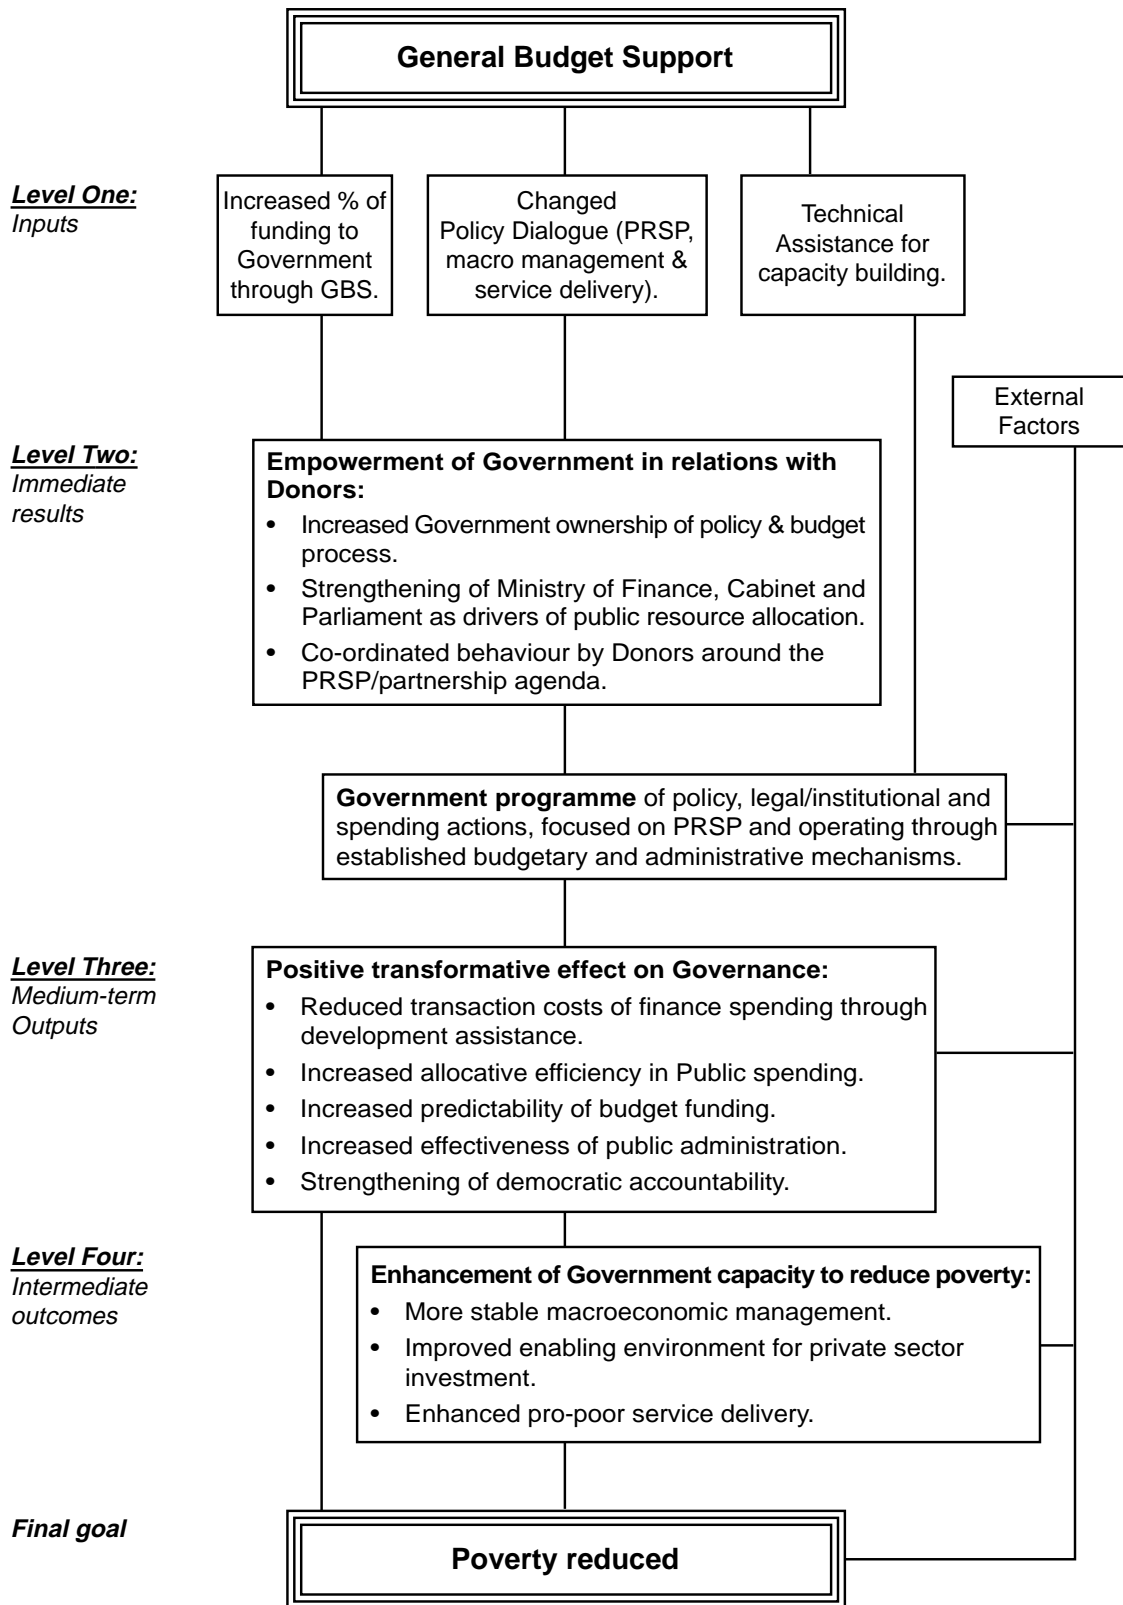 General Budget Support
Level One:
Inputs
Increased % of
funding to
Government
through GBS.
Changed
Policy Dialogue (PRSP,
macro management &
service delivery).
Technical
Assistance for
capacity building.
External
Factors
Level Two:
Immediate
results
Empowerment of Government in relations with
Donors:
• Increased Government ownership of policy & budget
process.
• Strengthening of Ministry of Finance, Cabinet and
Parliament as drivers of public resource allocation.
• Co-ordinated behaviour by Donors around the
PRSP/partnership agenda.
Government programme of policy, legal/institutional and
spending actions, focused on PRSP and operating through
established budgetary and administrative mechanisms.
Level Three:
Medium-term
Outputs
Positive transformative effect on Governance:
• Reduced transaction costs of finance spending through
development assistance.
• Increased allocative efficiency in Public spending.
• Increased predictability of budget funding.
• Increased effectiveness of public administration.
• Strengthening of democratic accountability.
Level Four:
Intermediate
outcomes
Enhancement of Government capacity to reduce poverty:
• More stable macroeconomic management.
• Improved enabling environment for private sector
investment.
• Enhanced pro-poor service delivery.
Final goal
Poverty reduced